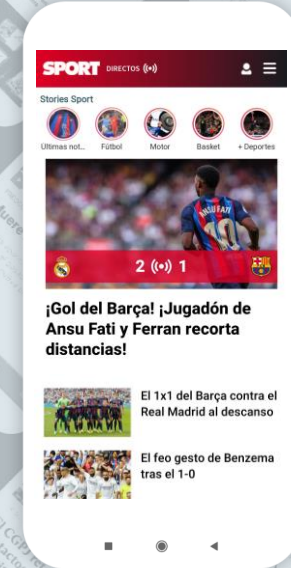 SPORT DIRECTOS
Stories Sport
Últimas not... Fútbol Motor Basket + Deportes
ANSU FATI
10
2 1
¡Gol del Barça! ¡Jugadón de
Ansu Fati y Ferran recorta
distancias!
El 1x1 del Barça contra el
Real Madrid al descanso
El feo gesto de Benzema
tras el 1-0